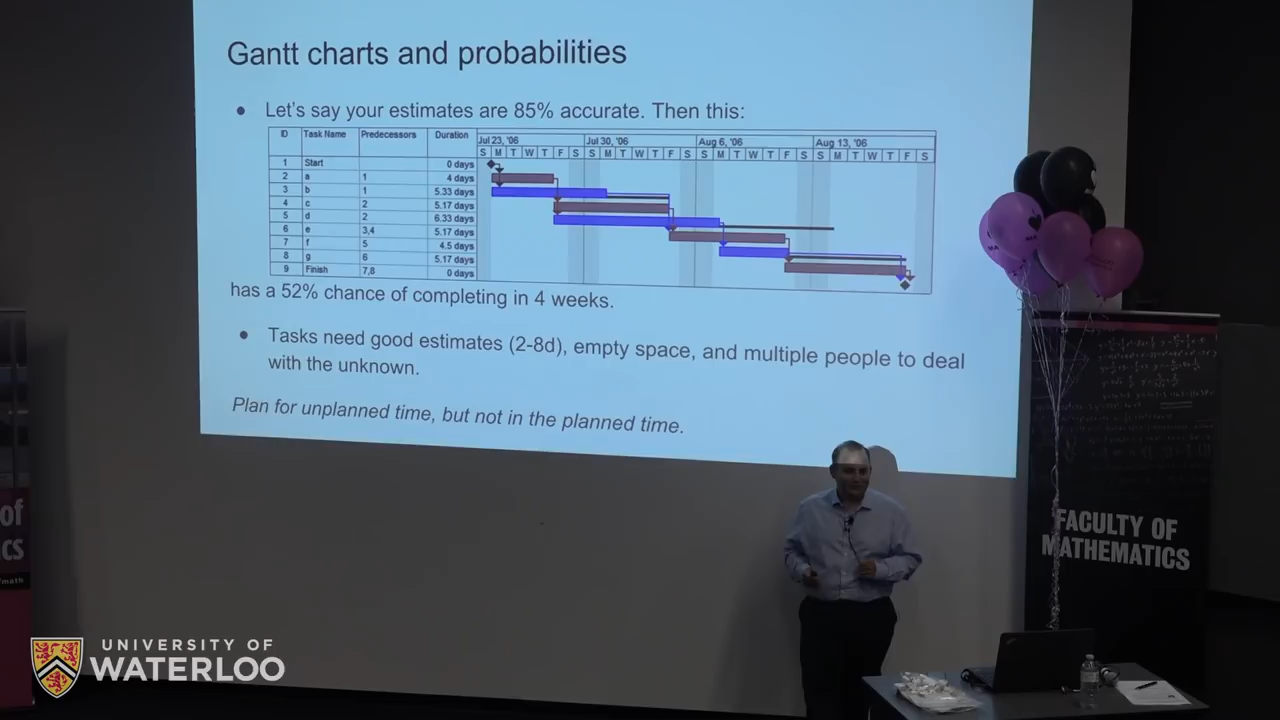 Gantt charts and probabilities
• Let's say your estimates are 85% accurate. Then this:
ID Task Name Predecessors Duration
Jul 23, '06 Jul 30, '06 Aug 6, '06 Aug 13, '06
S M T W T F S S M T W T F S S M T W T F S S M T W T F S
1 Start 0 days
2 a 1 4 days
3 b 1 5.33 days
4 c 2 5.17 days
5 d 2 6.33 days
6 e 3,4 5.17 days
7 f 5 4.5 days
8 g 6 5.17 days
9 Finish 7,8 0 days
has a 52% chance of completing in 4 weeks.
• Tasks need good estimates (2-8d), empty space, and multiple people to deal
with the unknown.
Plan for unplanned time, but not in the planned time.
FACULTY OF
MATHEMATICS
of
CS
math
UNIVERSITY OF
WATERLOO